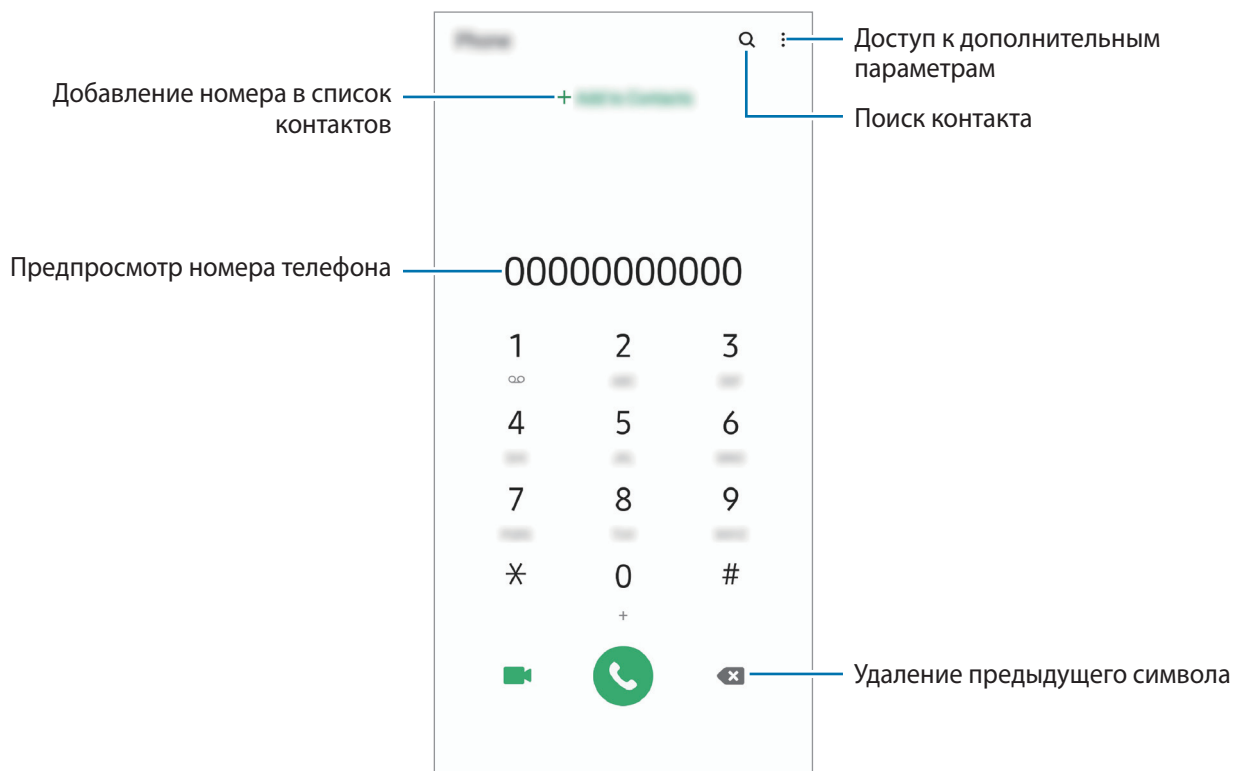 Доступ к дополнительным
параметрам
Добавление номера в список
контактов
Поиск контакта
Предпросмотр номера телефона
00000000000
1 2 3
4 5 6
7 8 9
* 0 #
+
Удаление предыдущего символа